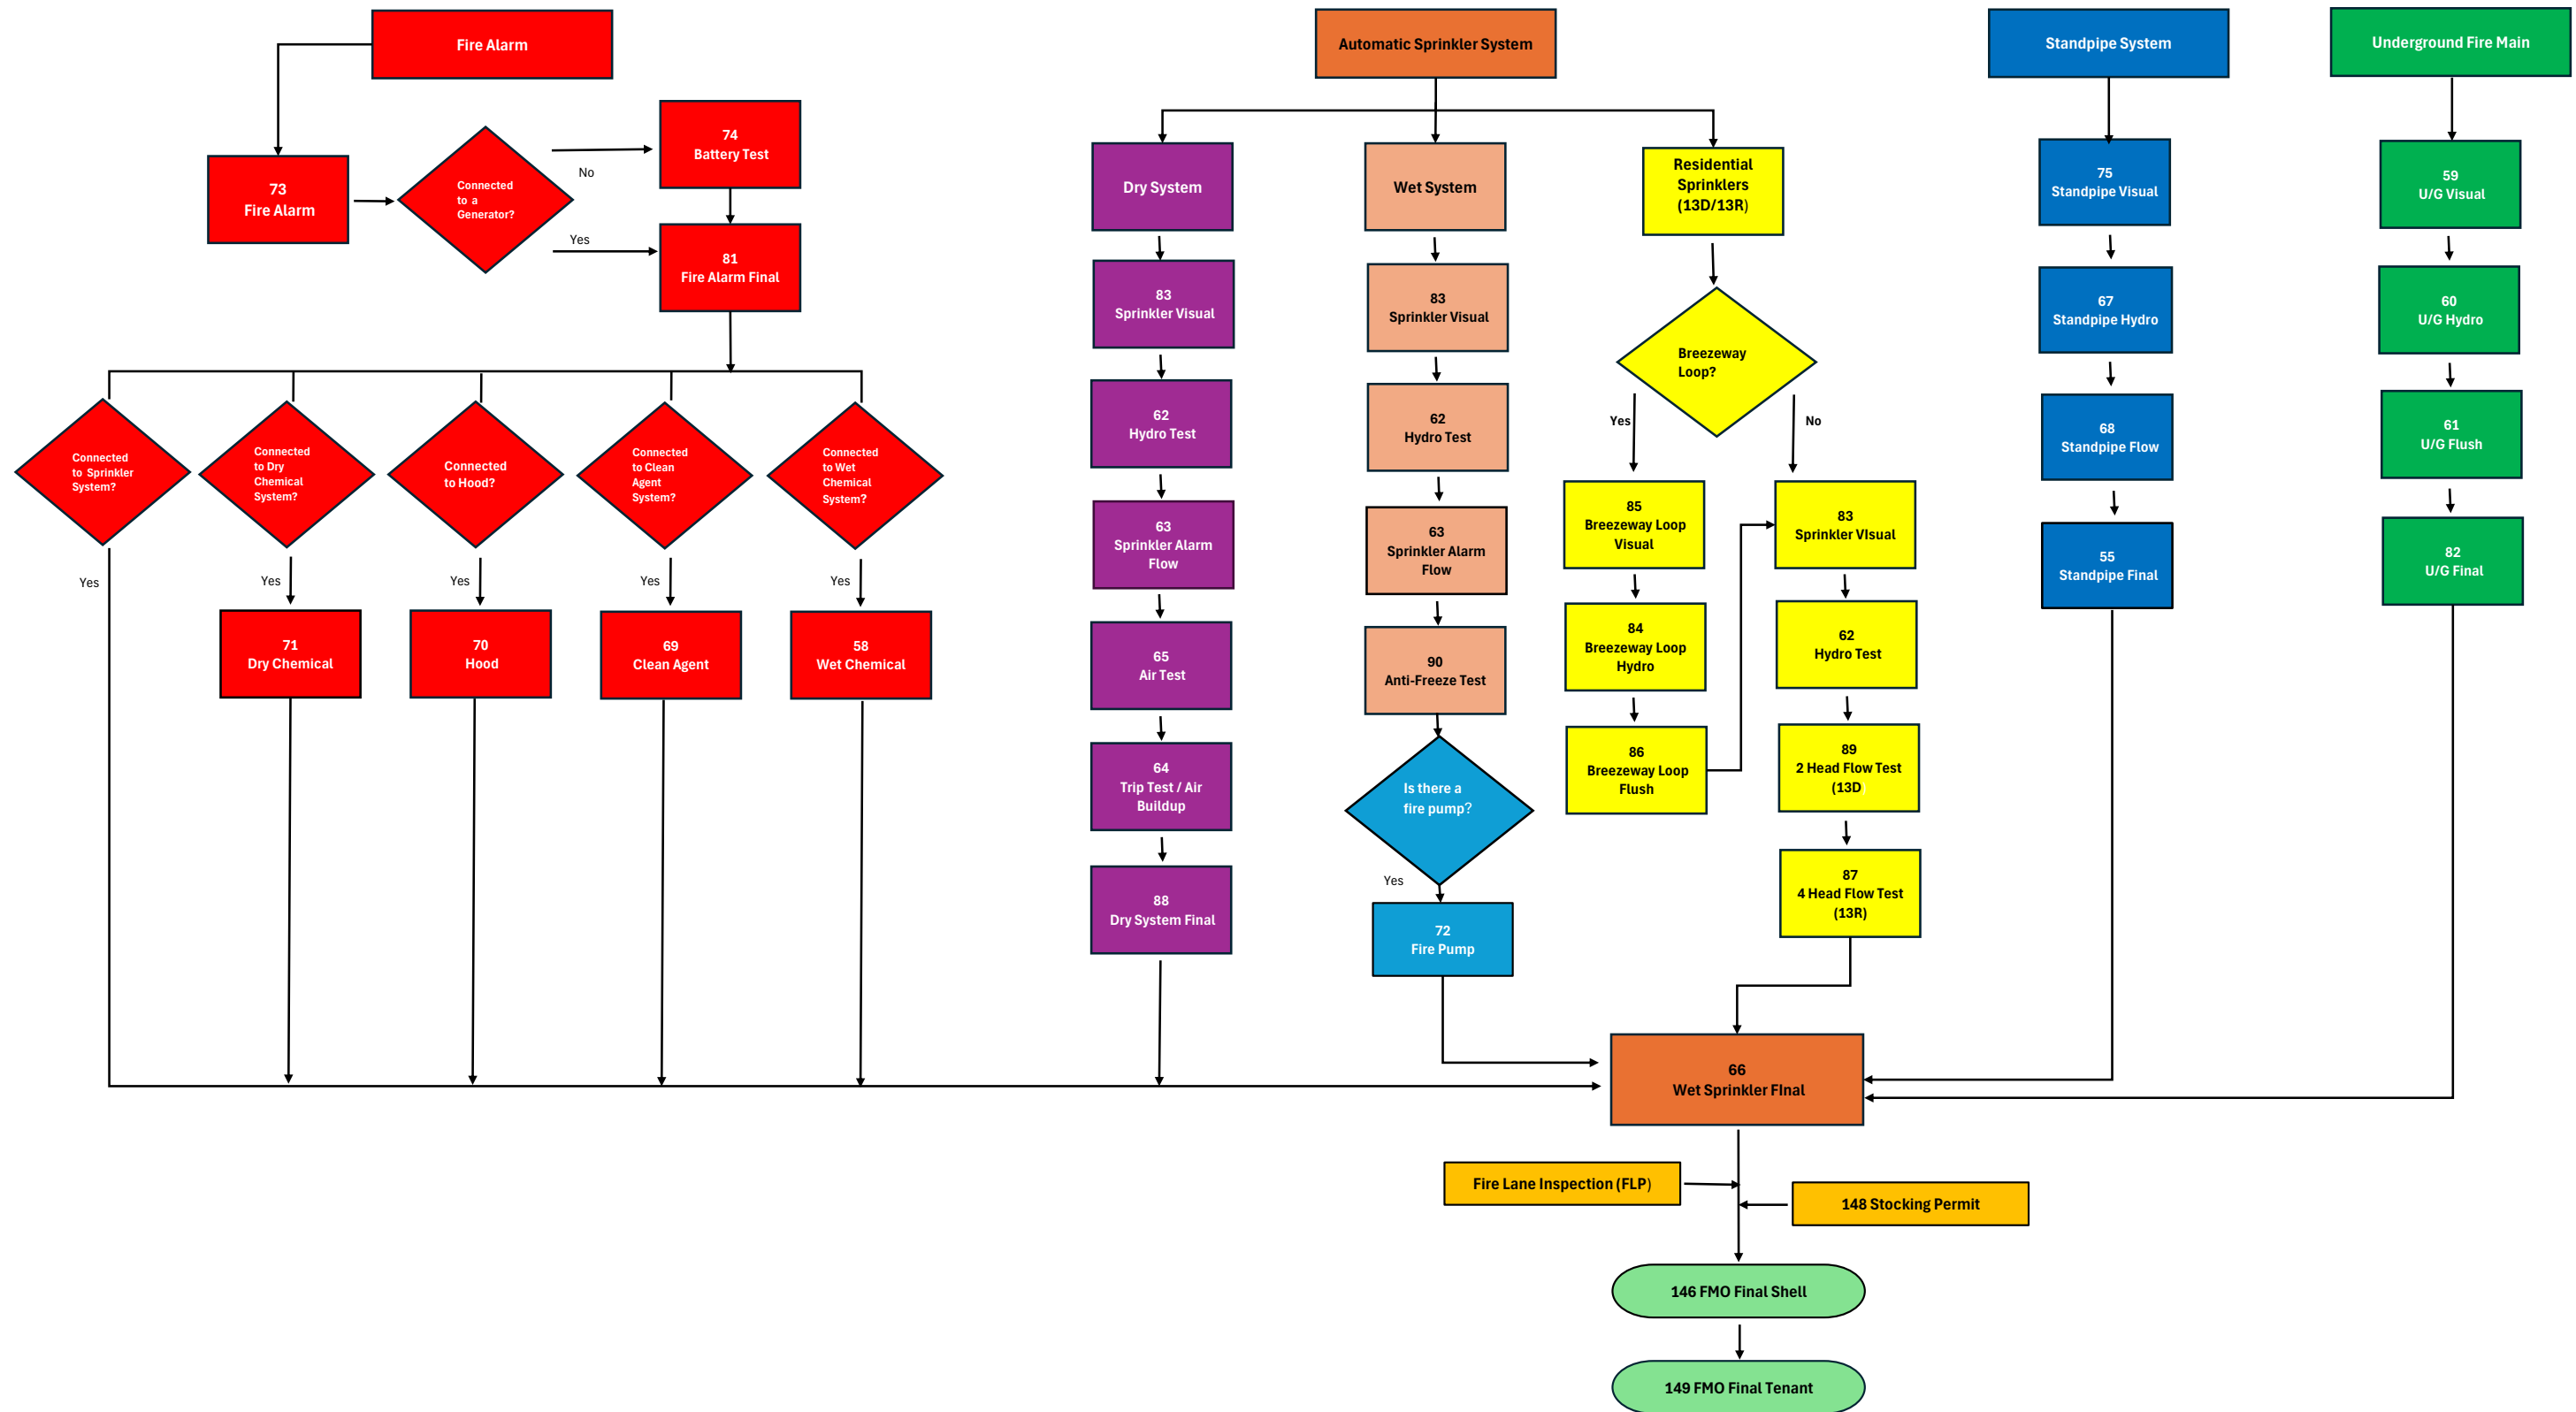 Fire Alarm
73
Fire Alarm
Connected
to a
Generator?
No
Yes
74
Battery Test
81
Fire Alarm Final
Connected
to Sprinkler
System?
Connected
to Dry
Chemical
System?
Connected
to Hood?
Connected
to Clean
Agent
System?
Connected
to Wet
Chemical
System?
Yes
Yes
Yes
Yes
Yes
71
Dry Chemical
70
Hood
69
Clean Agent
58
Wet Chemical
Automatic Sprinkler System
Dry System
83
Sprinkler Visual
62
Hydro Test
63
Sprinkler Alarm
Flow
65
Air Test
64
Trip Test / Air
Buildup
88
Dry System Final
Wet System
83
Sprinkler Visual
62
Hydro Test
63
Sprinkler Alarm
Flow
90
Anti-Freeze Test
Is there a
fire pump?
Yes
72
Fire Pump
Residential
Sprinklers
(13D/13R)
Breezeway
Loop?
Yes
No
85
Breezeway Loop
Visual
84
Breezeway Loop
Hydro
86
Breezeway Loop
Flush
83
Sprinkler VIsual
62
Hydro Test
89
2 Head Flow Test
(13D)
87
4 Head Flow Test
(13R)
Standpipe System
75
Standpipe Visual
67
Standpipe Hydro
68
Standpipe Flow
55
Standpipe Final
Underground Fire Main
59
U/G Visual
60
U/G Hydro
61
U/G Flush
82
U/G Final
66
Wet Sprinkler FInal
Fire Lane Inspection (FLP)
148 Stocking Permit
146 FMO Final Shell
149 FMO Final Tenant